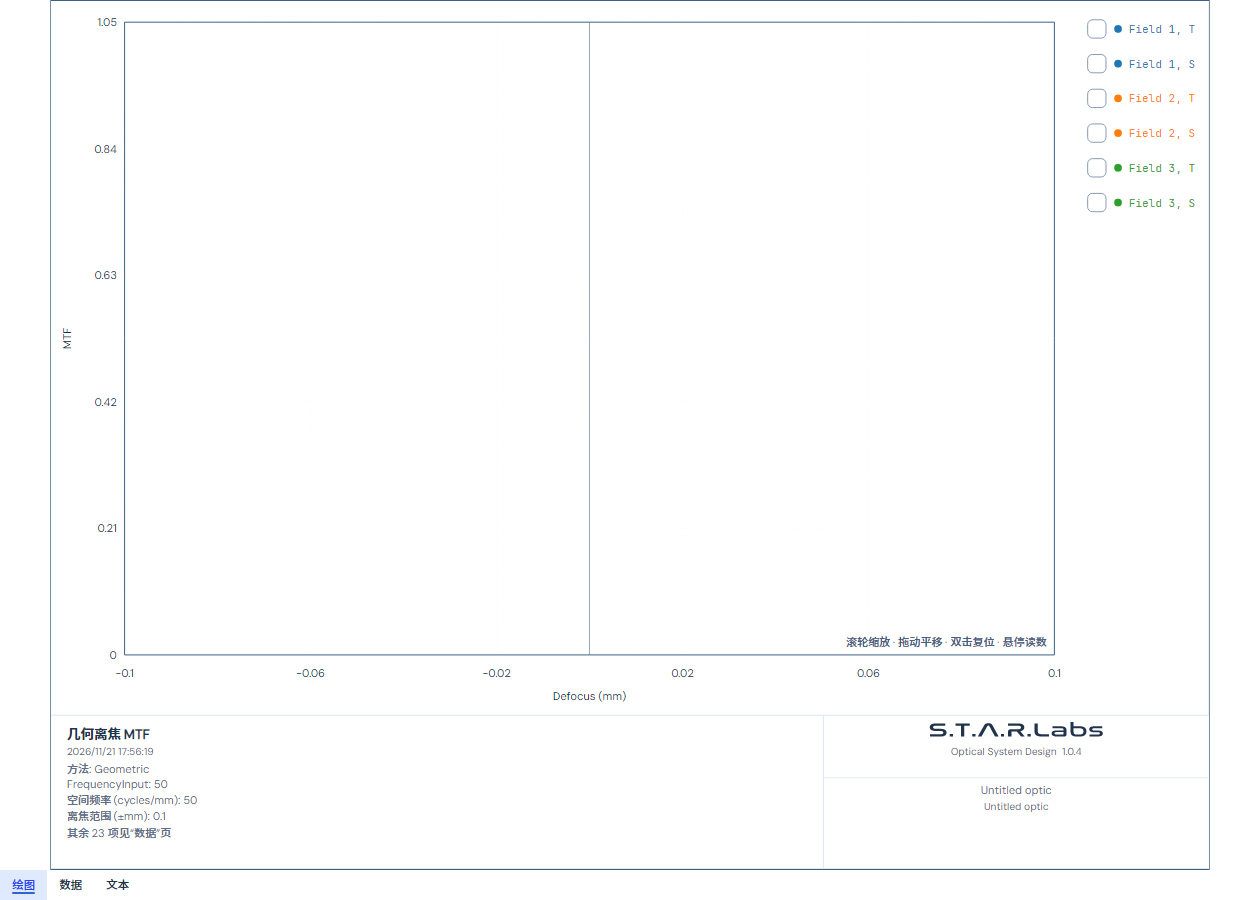 1.05
0.84
0.63
0.42
0.21
0
MTF
-0.1
-0.06
-0.02
0.02
0.06
0.1
Defocus (mm)
滚轮缩放 · 拖动平移 · 双击复位 · 悬停读数
Field 1, T
Field 1, S
Field 2, T
Field 2, S
Field 3, T
Field 3, S
几何离焦 MTF
2026/11/21 17:56:19
方法: Geometric
FrequencyInput: 50
空间频率 (cycles/mm): 50
离焦范围 (±mm): 0.1
其余 23 项见“数据”页
S.T.A.R.Labs
Optical System Design 1.0.4
Untitled optic
Untitled optic
绘图 数据 文本